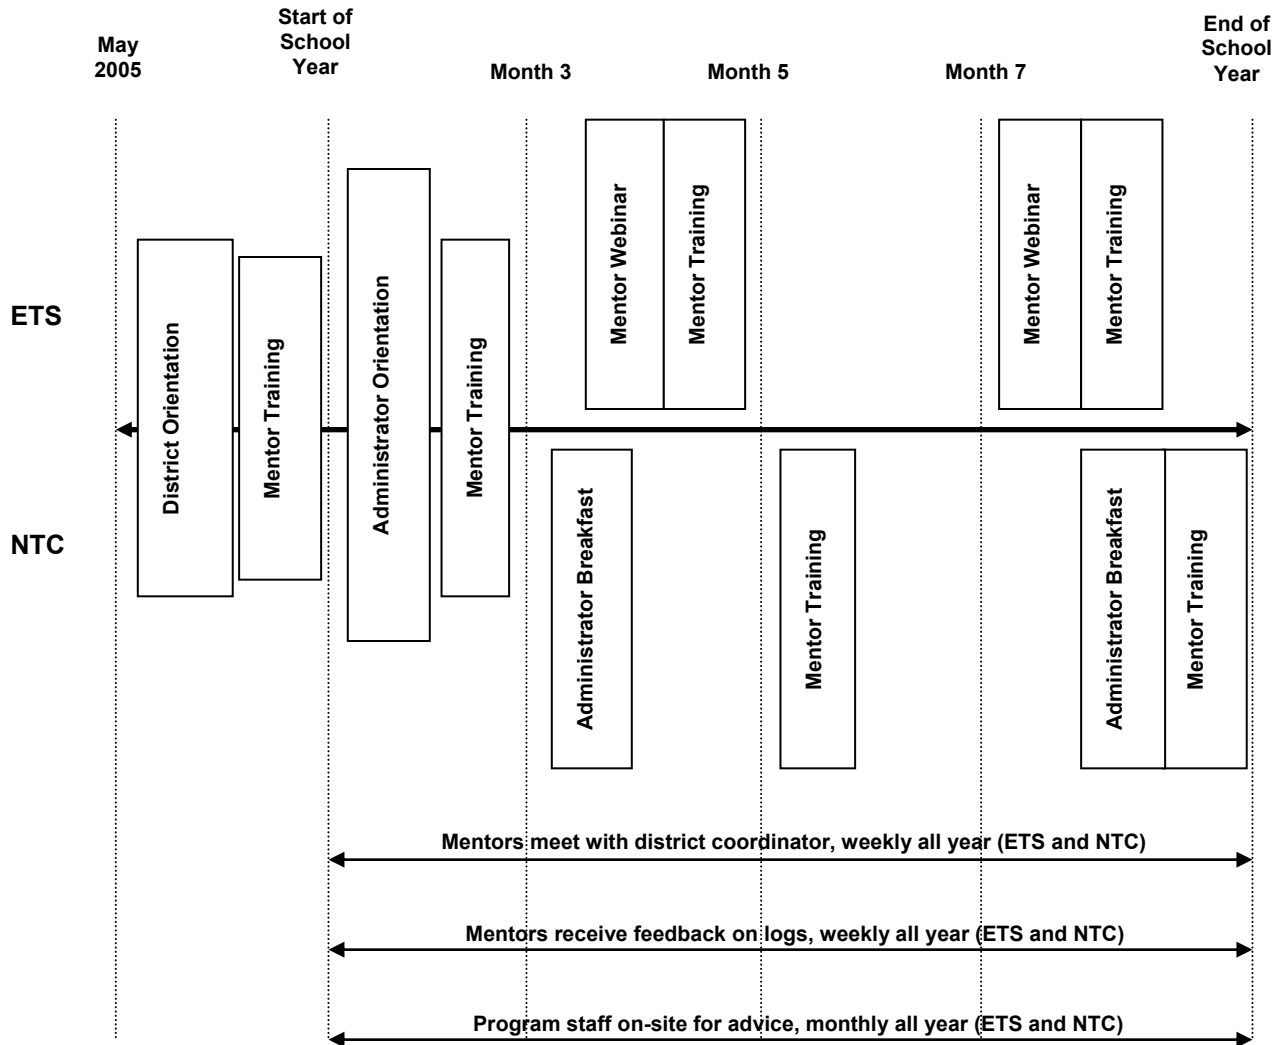 May
2005
Start of
School
Year
Month 3
Month 5
Month 7
End of
School
Year
ETS
NTC
District Orientation
Mentor Training
Administrator Orientation
Mentor Training
Mentor Webinar
Mentor Training
Mentor Webinar
Mentor Training
Administrator Breakfast
Mentor Training
Administrator Breakfast
Mentor Training
Mentors meet with district coordinator, weekly all year (ETS and NTC)
Mentors receive feedback on logs, weekly all year (ETS and NTC)
Program staff on-site for advice, monthly all year (ETS and NTC)